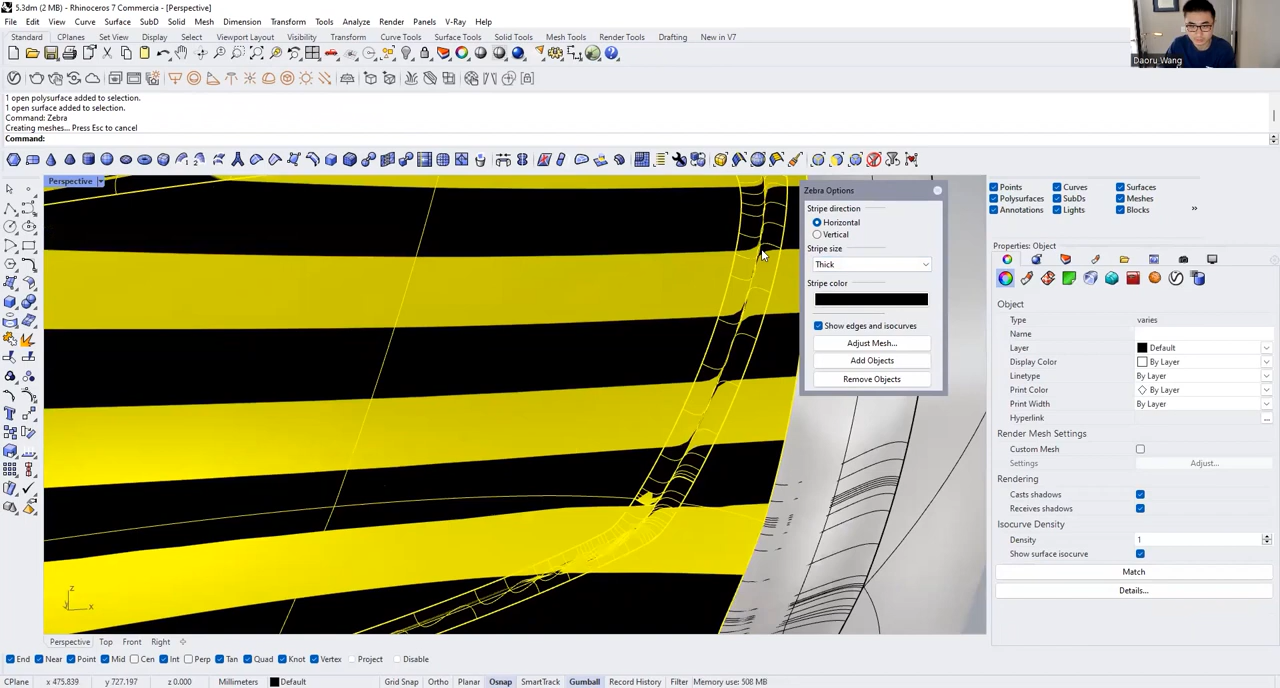 5.3dm (2 MB) - Rhinoceros 7 Commercia - [Perspective]
File Edit View Curve Surface SubD Solid Mesh Dimension Transform Tools Analyze Render Panels V-Ray Help
Standard CPlanes Set View Display Select Viewport Layout Visibility Transform Curve Tools Surface Tools Solid Tools Mesh Tools Render Tools Drafting New in V7
Daoru Wang
1 open polysurface added to selection.
1 open surface added to selection.
Command: Zebra
Creating meshes... Press Esc to cancel
Command:
Perspective
Zebra Options
Stripe direction
Horizontal
Vertical
Stripe size
Thick
Stripe color
Show edges and isocurves
Adjust Mesh...
Add Objects
Remove Objects
Points Curves Surfaces
Polysurfaces SubDs Meshes
Annotations Lights Blocks »
Properties: Object
Object
Type varies
Name
Layer Default
Display Color By Layer
Linetype By Layer
Print Color By Layer
Print Width By Layer
Hyperlink ...
Render Mesh Settings
Custom Mesh
Settings Adjust...
Rendering
Casts shadows
Receives shadows
Isocurve Density
Density 1
Show surface isocurve
Match
Details...
z
y x
Perspective Top Front Right
End Near Point Mid Cen Int Perp Tan Quad Knot Vertex Project Disable
CPlane x 475.839 y 727.197 z 0.000 Millimeters Default Grid Snap Ortho Planar Osnap SmartTrack Gumball Record History Filter Memory use: 508 MB